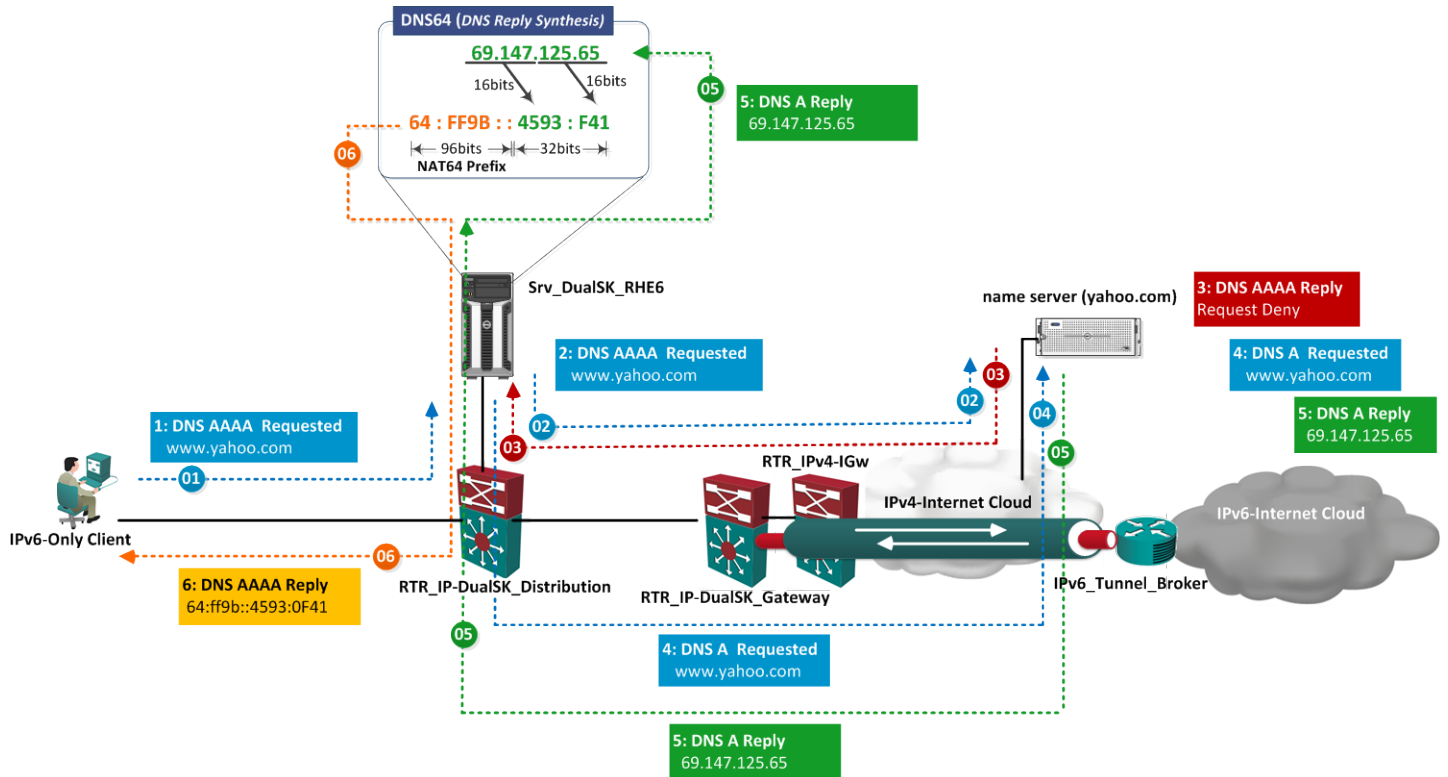 DNS64 (DNS Reply Synthesis)
69.147.125.65
16bits
16bits
64 : FF9B : : 4593 : F41
96bits
32bits
NAT64 Prefix
05
5: DNS A Reply
69.147.125.65
06
Srv_DualSK_RHE6
name server (yahoo.com)
3: DNS AAAA Reply
Request Deny
2: DNS AAAA Requested
www.yahoo.com
4: DNS A Requested
www.yahoo.com
03
02
04
02
03
5: DNS A Reply
69.147.125.65
1: DNS AAAA Requested
www.yahoo.com
01
05
RTR_IPv4-IGw
IPv4-Internet Cloud
IPv6-Internet Cloud
IPv6-Only Client
06
RTR_IP-DualSK_Distribution
RTR_IP-DualSK_Gateway
IPv6_Tunnel_Broker
6: DNS AAAA Reply
64:ff9b::4593:0F41
05
4: DNS A Requested
www.yahoo.com
5: DNS A Reply
69.147.125.65